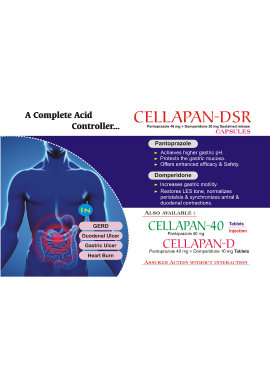 A Complete Acid
Controller...
CELLAPAN-DSR
Pantoprazole 40 mg + Domperidone 30 mg Sustained release
CAPSULES
Pantoprazole
Achieves higher gastric pH.
Protects the gastric mucosa.
Offers enhanced efficacy & Safety.
Domperidone
Increases gastric motility.
Restores LES tone, normalizes
peristalsis & synchronizes antral &
duodenal contractions.
IN
GERD
Duodenal Ulcer
Gastric Ulcer
Heart Burn
ALSO AVAILABLE :
CELLAPAN-40 Tablets
Injection
Pantoprazole 40 mg
CELLAPAN-D
Pantoprazole 40 mg + Domperidone 10 mg Tablets
ASSURED ACTION WITHOUT INTERACTION